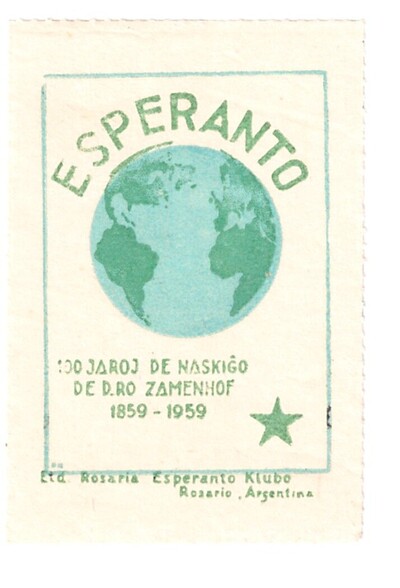 ESPERANTO
100 JAROJ DE NASKIĜO
DE D.RO ZAMENHOF
1859 - 1959
Eld. Rosaria Esperanto Klubo
Rosario, Argentina